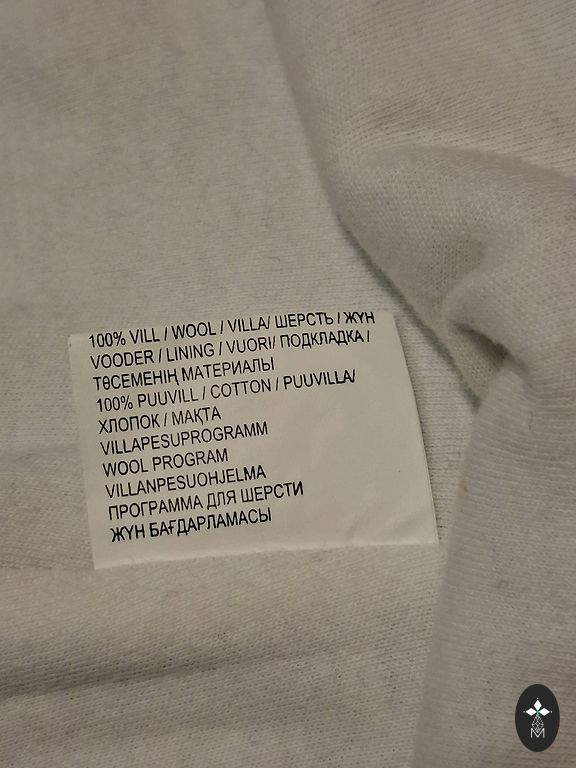 100% VILL / WOOL / VILLA/ ШЕРСТЬ / ЖҮН
VOODER / LINING / VUORI/ ПОДКЛАДКА /
ТӨСЕМЕНІҢ МАТЕРИАЛЫ
100% PUUVILL / COTTON / PUUVILLA/
ХЛОПОК / МАҚТА
VILLAPESUPROGRAMM
WOOL PROGRAM
VILLANPESUOHJELMA
ПРОГРАММА ДЛЯ ШЕРСТИ
ЖҮН БАҒДАРЛАМАСЫ
M